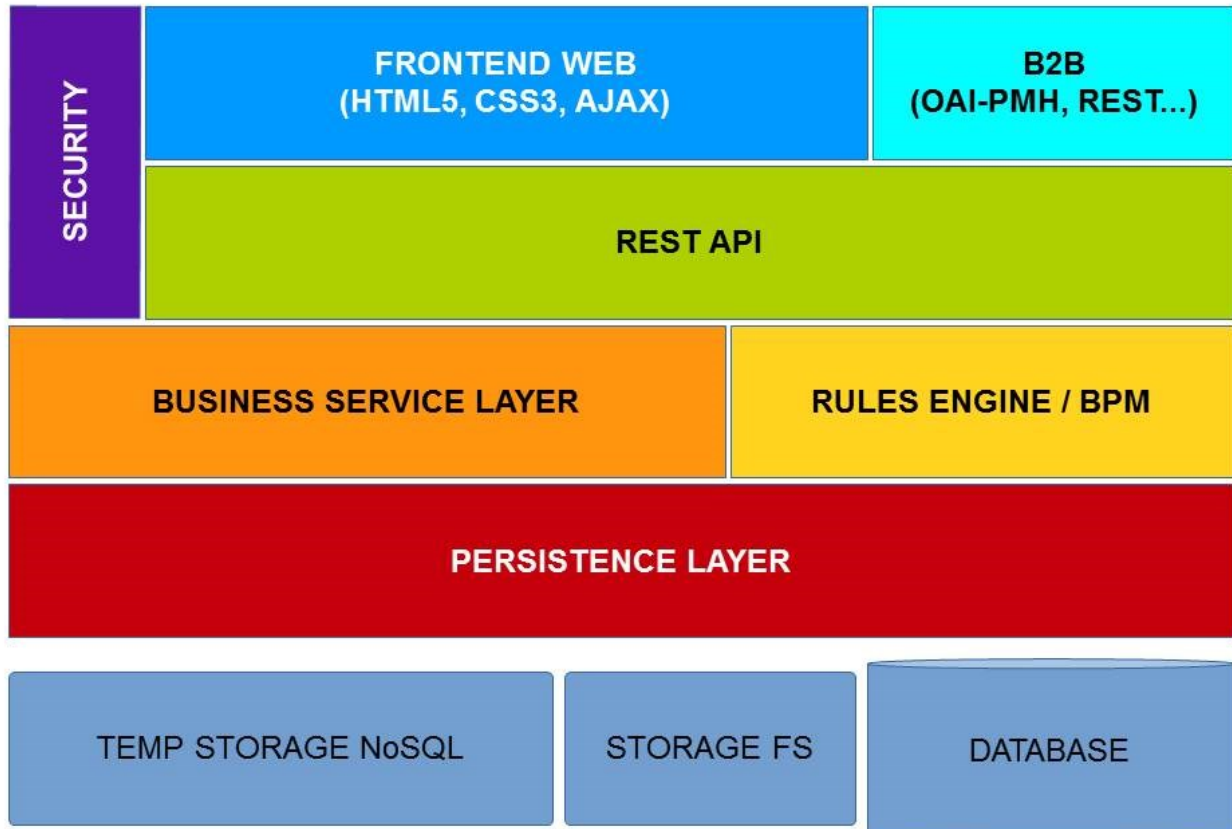 SECURITY
FRONTEND WEB
(HTML5, CSS3, AJAX)
B2B
(OAI-PMH, REST...)
REST API
BUSINESS SERVICE LAYER
RULES ENGINE / BPM
PERSISTENCE LAYER
TEMP STORAGE NoSQL
STORAGE FS
DATABASE